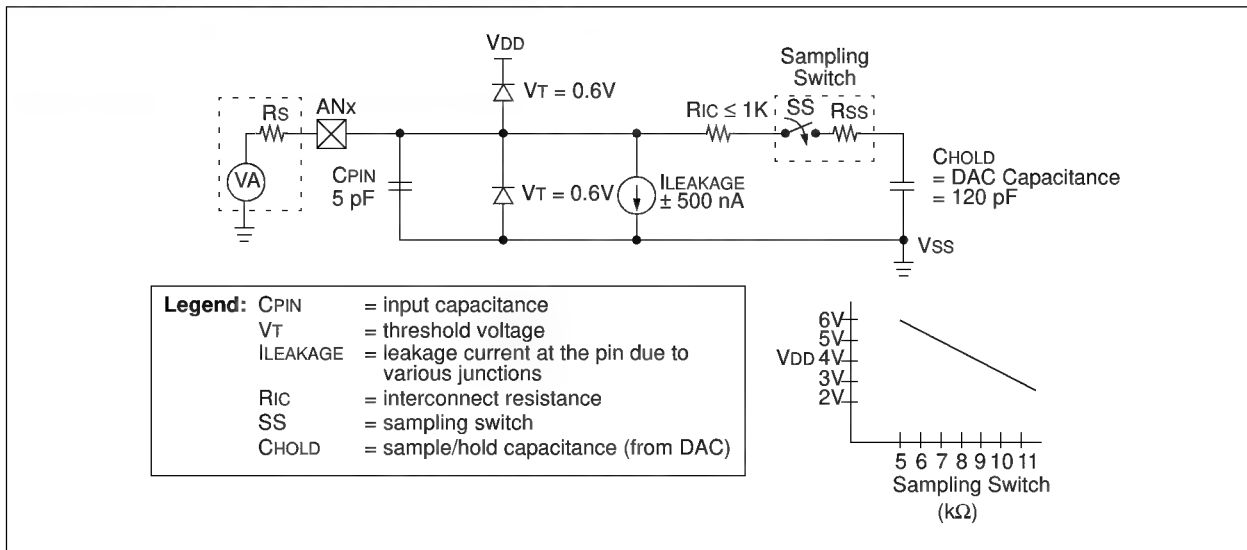 VDD
Sampling
Switch
VT = 0.6V
RS
ANx
RIC ≤ 1K
SS
RSS
VA
CPIN
5 pF
VT = 0.6V
ILEAKAGE
± 500 nA
CHOLD
= DAC Capacitance
= 120 pF
VSS
Legend: CPIN = input capacitance
VT = threshold voltage
ILEAKAGE = leakage current at the pin due to
various junctions
RIC = interconnect resistance
SS = sampling switch
CHOLD = sample/hold capacitance (from DAC)
6V
5V
VDD 4V
3V
2V
5 6 7 8 9 10 11
Sampling Switch
(kΩ)